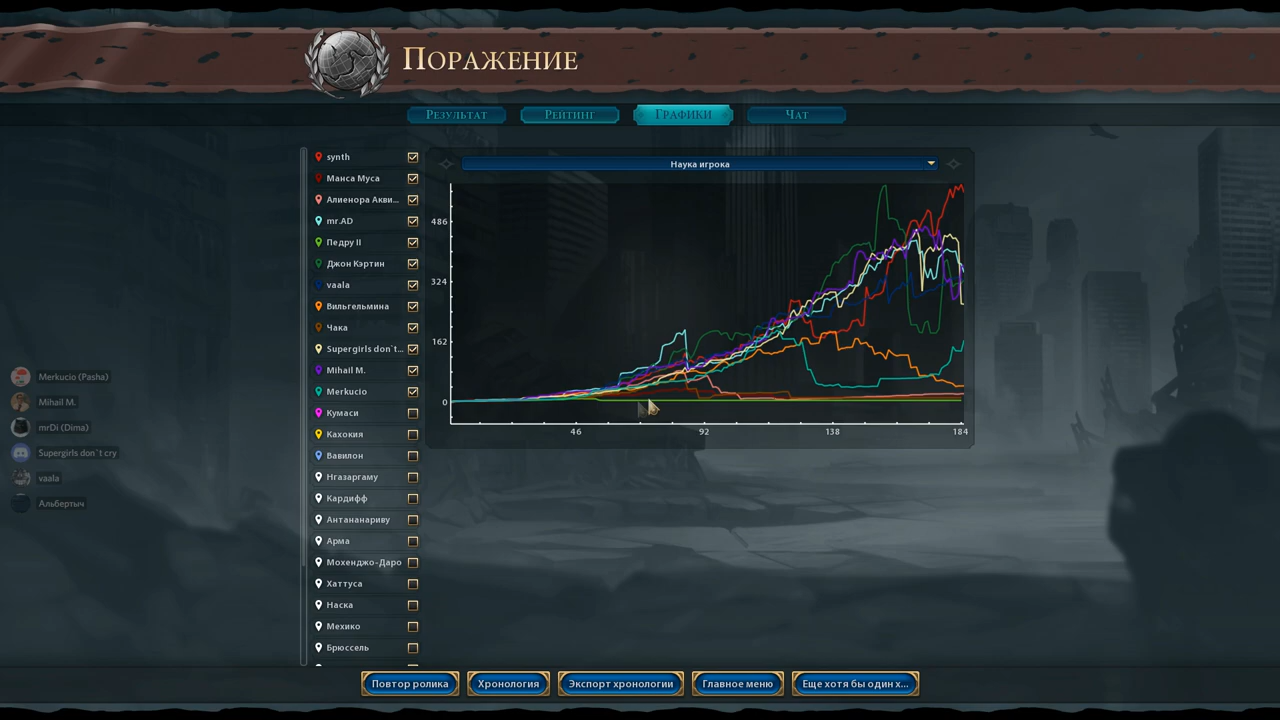 Поражение
Результат
Рейтинг
Графики
Чат
Наука игрока
synth
Манса Муса
Алиенора Акви...
mr.AD
Педру II
Джон Кэртин
vaala
Вильгельмина
Чака
Supergirls don`t...
Mihail M.
Merkucio
Кумаси
Кахокия
Вавилон
Нгазаргаму
Кардифф
Антананариву
Арма
Мохенджо-Даро
Хаттуса
Наска
Мехико
Брюссель
486
324
162
0
46
92
138
184
Merkucio (Pasha)
Mihail M.
mrDi (Dima)
Supergirls don`t cry
vaala
Альбертыч
Повтор ролика
Хронология
Экспорт хронологии
Главное меню
Еще хотя бы один х...